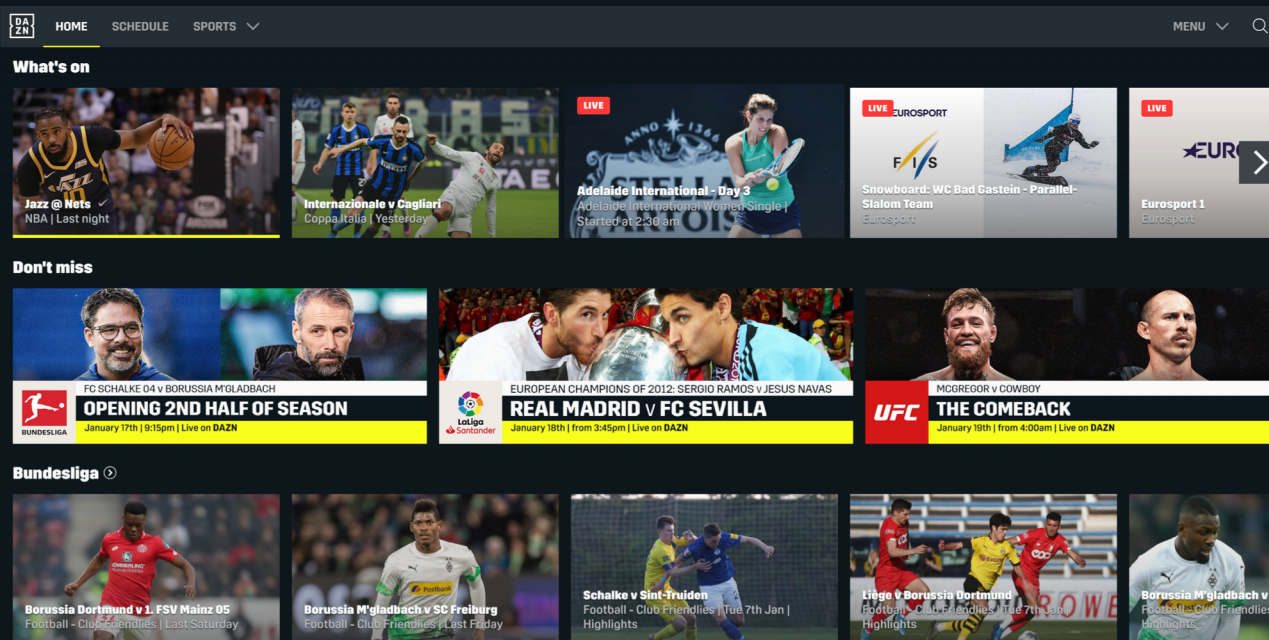 DA
ZN
HOME
SCHEDULE
SPORTS
MENU
What's on
Jazz @ Nets
NBA | Last night
Internazionale v Cagliari
Coppa Italia | Yesterday
LIVE
ANNO 1366
Adelaide International - Day 3
Adelaide International Women Single |
Started at 2:30 am
LIVE
EUROSPORT
F I S
Snowboard: WC Bad Gastein - Parallel-
Slalom Team
Eurosport
LIVE
EUR
Eurosport 1
Eurosport
Don't miss
BUNDESLIGA
FC SCHALKE 04 v BORUSSIA M'GLADBACH
OPENING 2ND HALF OF SEASON
January 17th | 9:15pm | Live on DAZN
LaLiga
Santander
EUROPEAN CHAMPIONS OF 2012: SERGIO RAMOS v JESUS NAVAS
REAL MADRID v FC SEVILLA
January 18th | from 3:45pm | Live on DAZN
UFC
MCGREGOR v COWBOY
THE COMEBACK
January 19th | from 4:00am | Live on DAZN
Bundesliga
Borussia Dortmund v 1. FSV Mainz 05
Football - Club Friendlies | Last Saturday
Postbank
Borussia M'gladbach v SC Freiburg
Football - Club Friendlies | Last Friday
Schalke v Sint-Truiden
Football - Club Friendlies | Tue 7th Jan |
Highlights
Liège v Borussia Dortmund
Football - Club Friendlies | Tue 7th Jan
Highlights
Borussia M'gladbach v
Football - Club Friendlies
Highlights